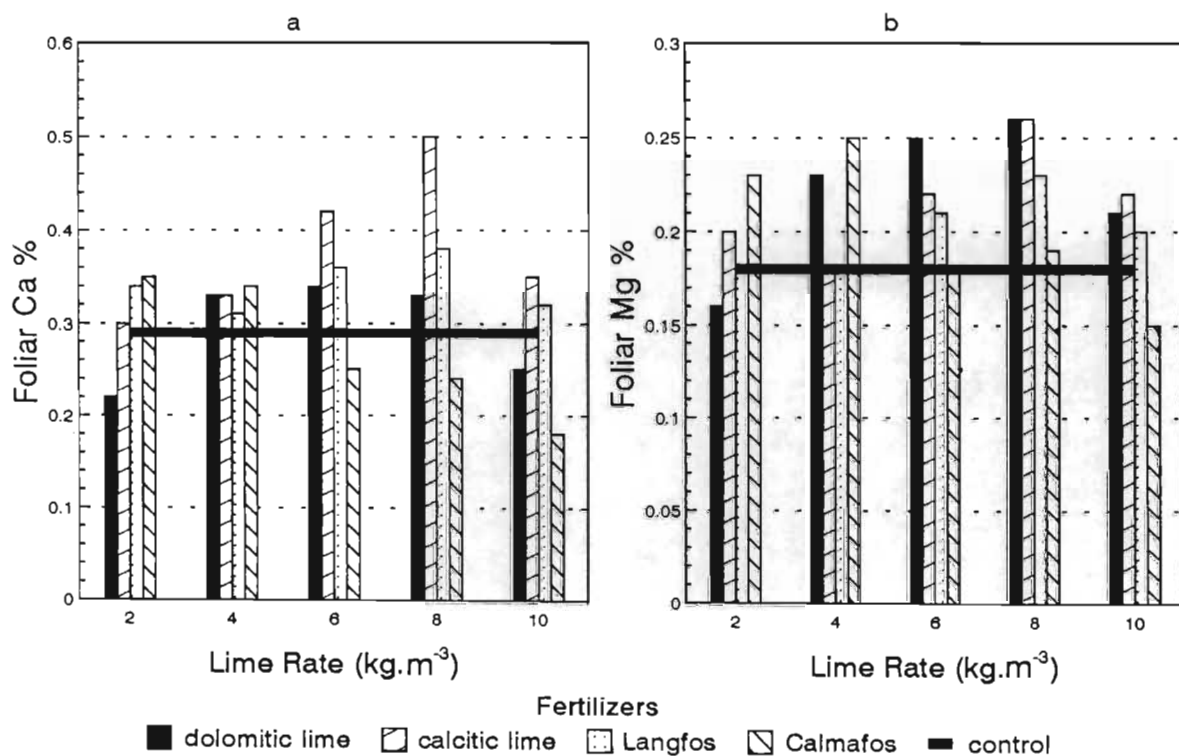 a
0.6
0.5
0.4
0.3
0.2
0.1
0
Foliar Ca %
2 4 6 8 10
Lime Rate (kg.m⁻³)
b
0.3
0.25
0.2
0.15
0.1
0.05
0
Foliar Mg %
2 4 6 8 10
Lime Rate (kg.m⁻³)
Fertilizers
dolomitic lime calcitic lime Langfos Calmafos control